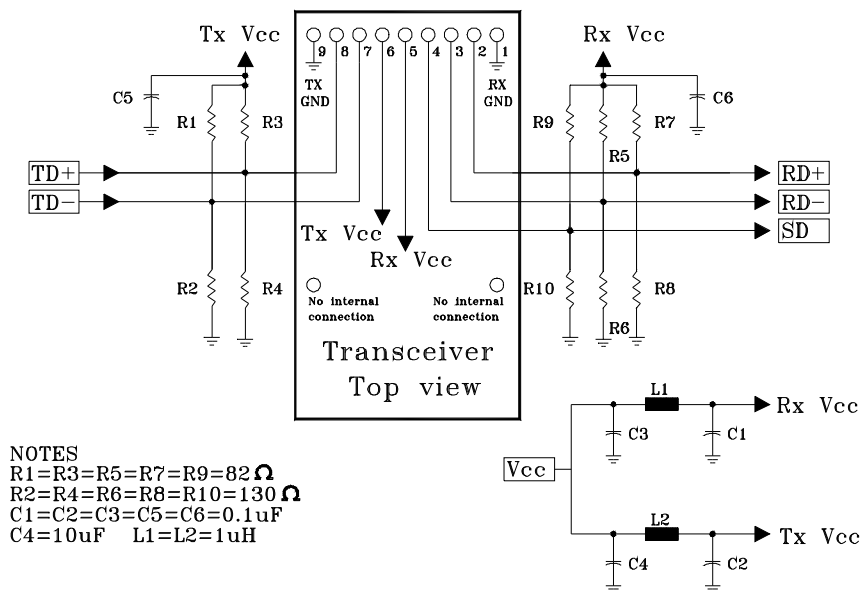 Tx Vcc
Rx Vcc
9 8 7 6 5 4 3 2 1
TX
GND
RX
GND
C5
R1
R3
R9
R5
R7
C6
TD+
TD-
RD+
RD-
SD
Tx Vcc
Rx Vcc
R2
R4
R10
R8
R6
No internal
connection
No internal
connection
Transceiver
Top view
L1
Rx Vcc
C3
C1
Vcc
L2
Tx Vcc
C4
C2
NOTES
R1=R3=R5=R7=R9=82Ω
R2=R4=R6=R8=R10=130Ω
C1=C2=C3=C5=C6=0.1uF
C4=10uF L1=L2=1uH